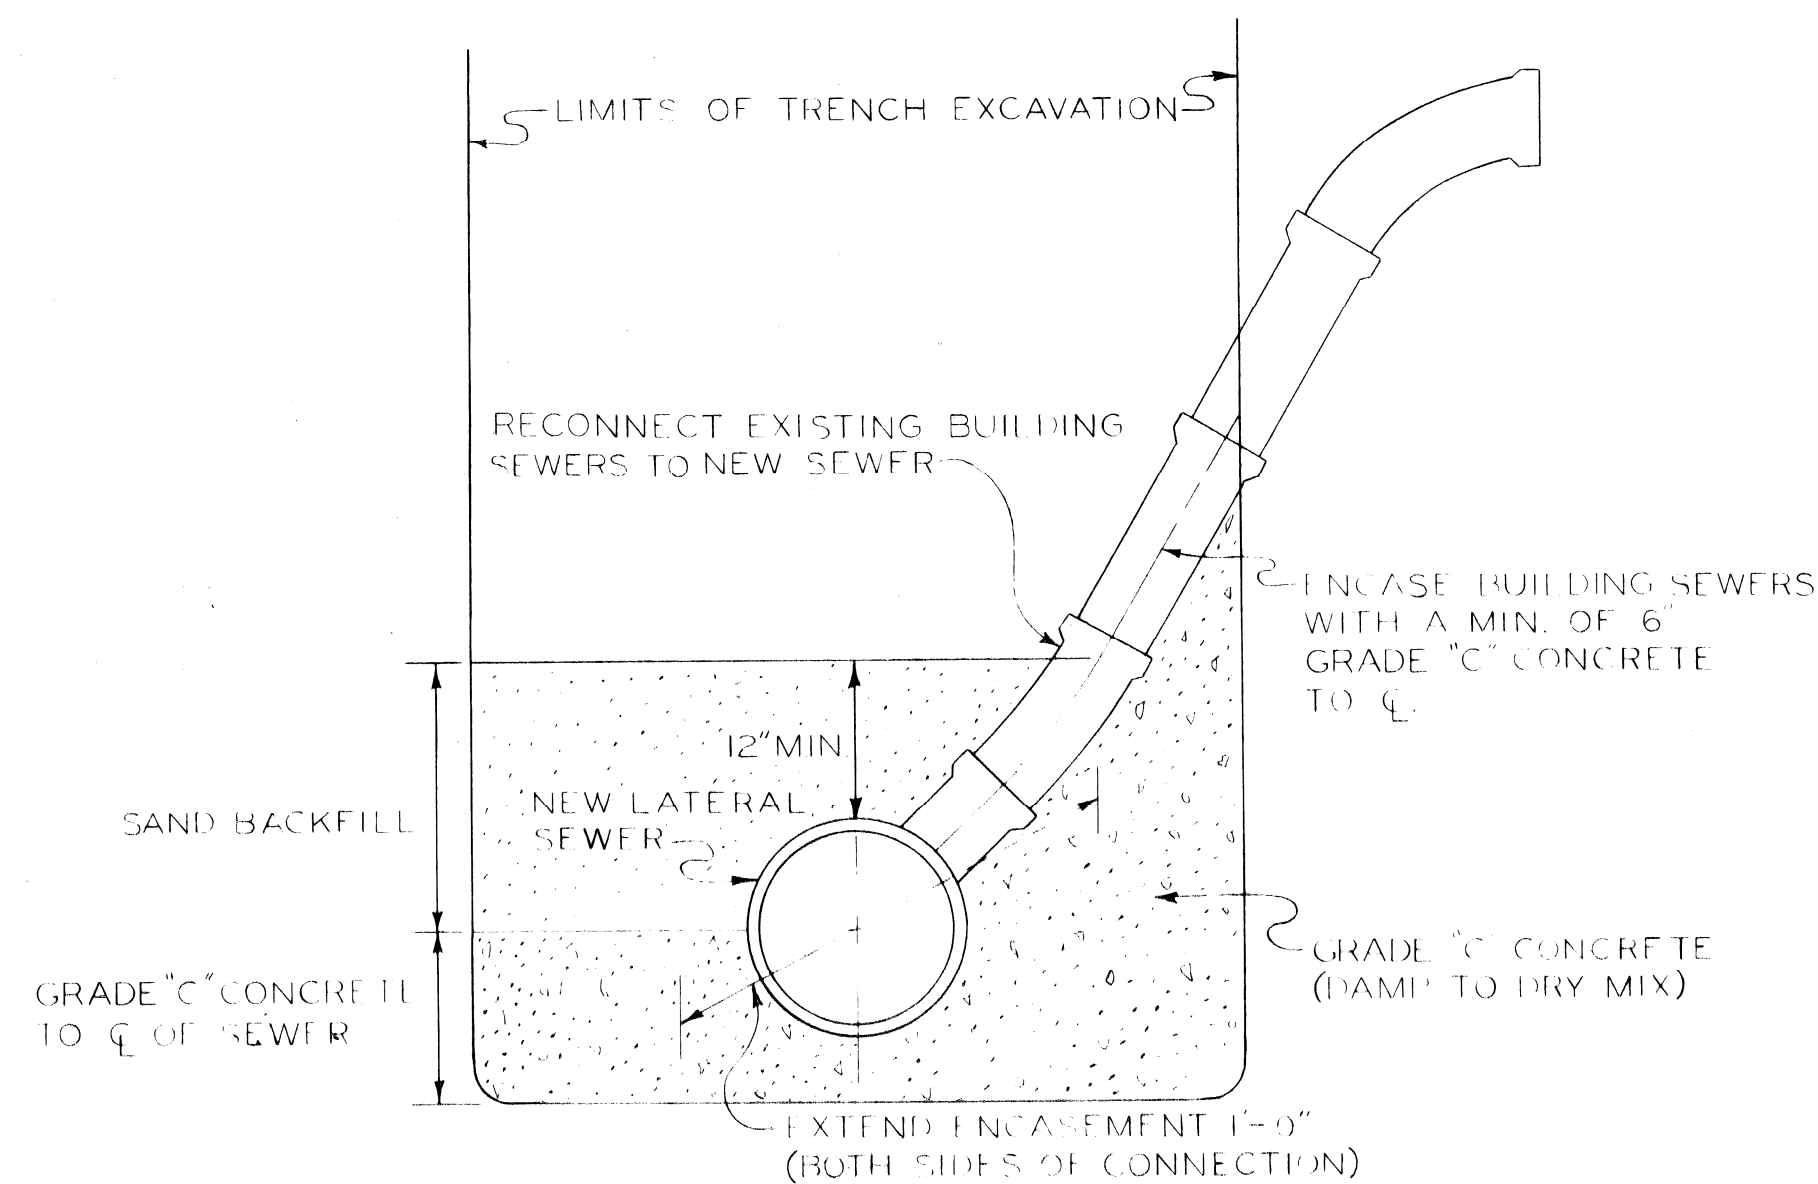 LIMITS OF TRENCH EXCAVATION
RECONNECT EXISTING BUILDING
SEWERS TO NEW SEWER
ENCASE BUILDING SEWERS
WITH A MIN. OF 6"
GRADE "C" CONCRETE
TO ℄.
12" MIN.
NEW LATERAL
SEWER
SAND BACKFILL
GRADE "C" CONCRETE
TO ℄ OF SEWER
GRADE "C" CONCRETE
(DAMP TO DRY MIX)
EXTEND ENCASEMENT 1'-0"
(BOTH SIDES OF CONNECTION)